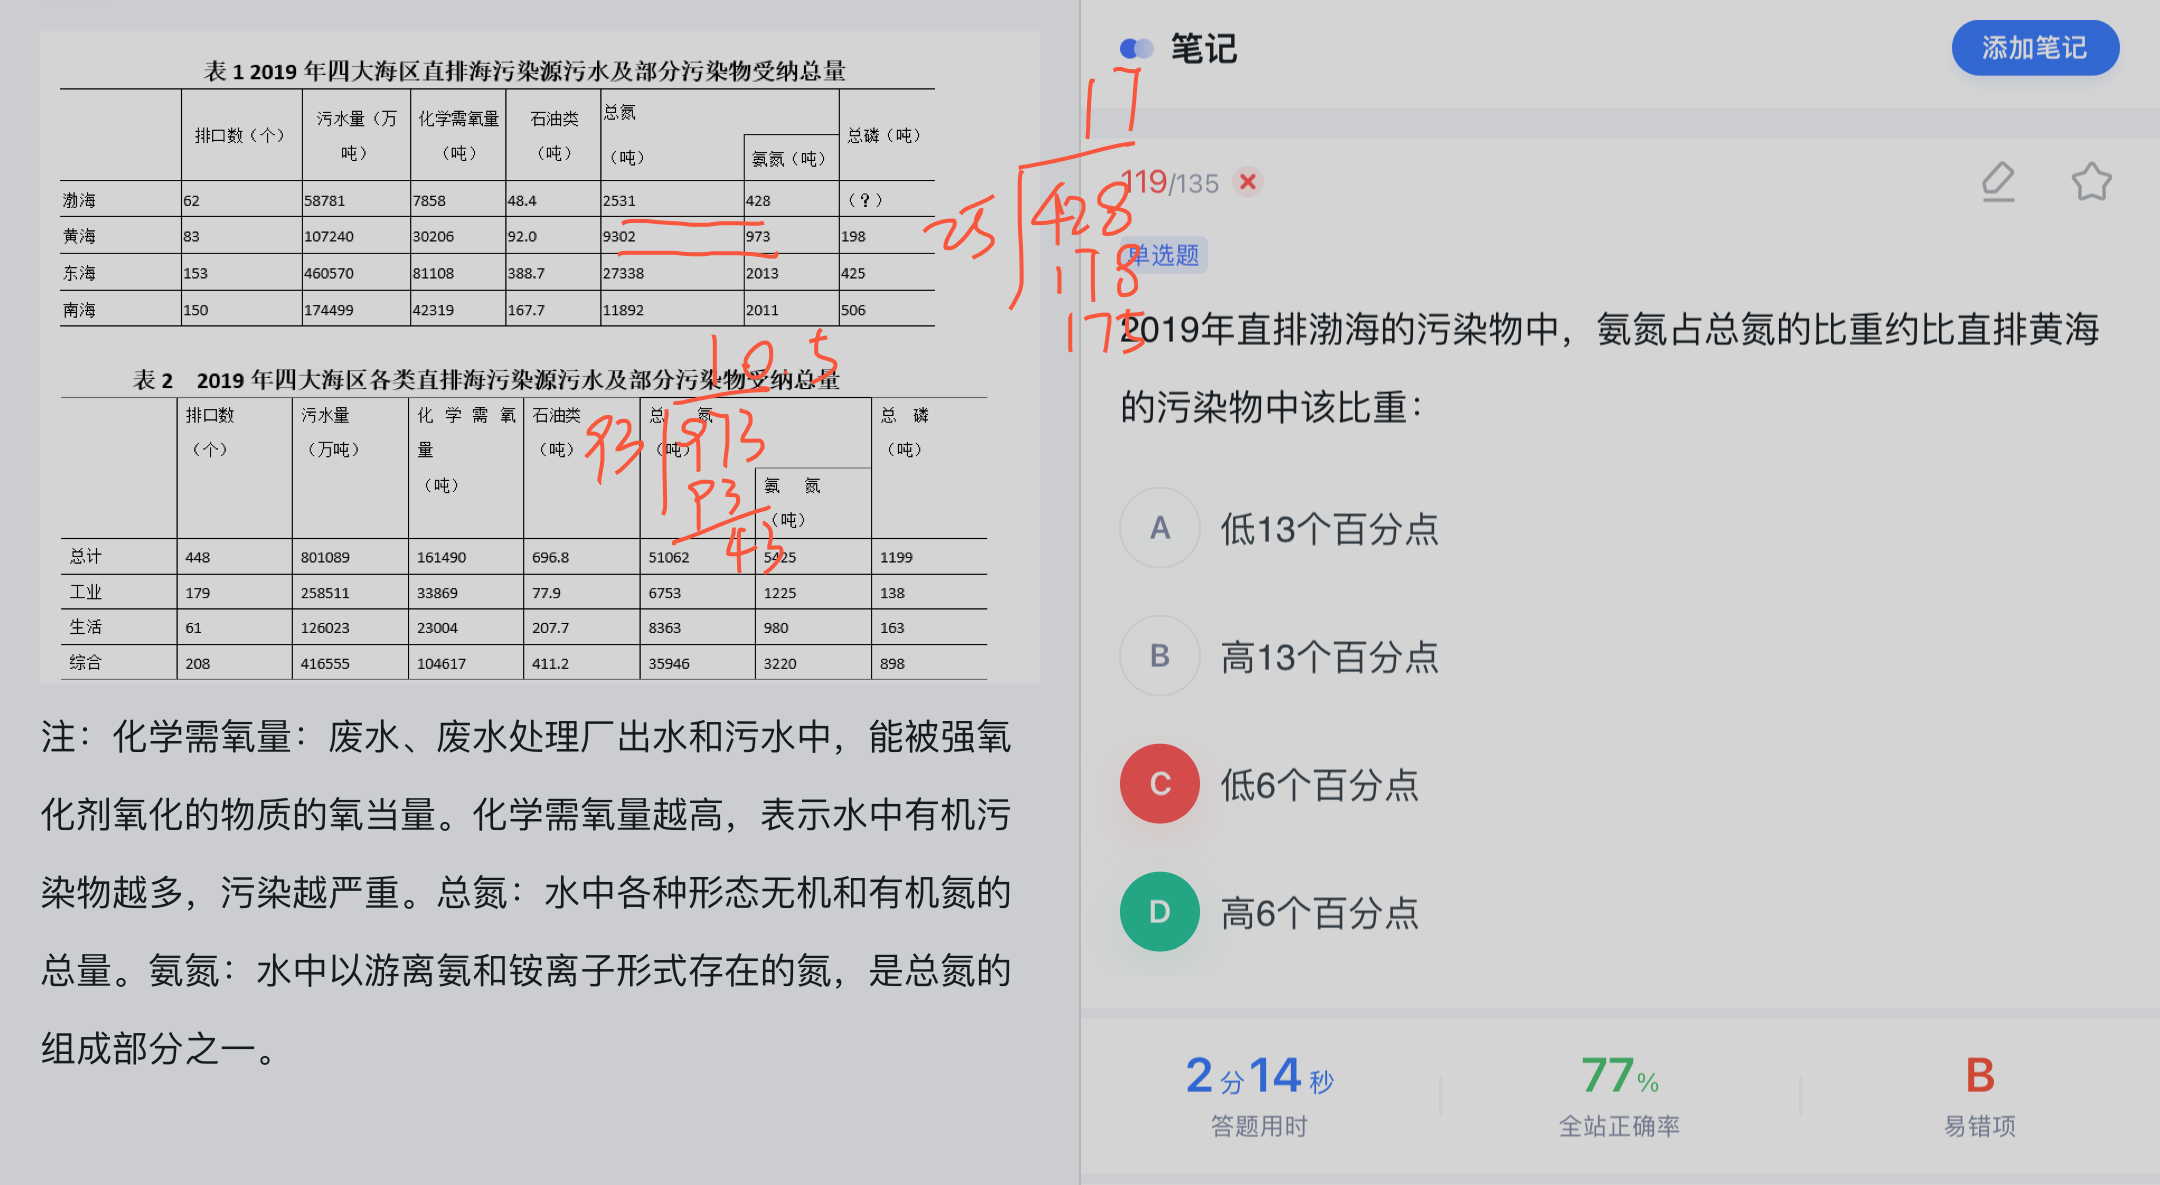 表 1 2019 年四大海区直排海污染源污水及部分污染物受纳总量
排口数（个） 污水量（万吨） 化学需氧量（吨） 石油类（吨） 总氮（吨） 氨氮（吨） 总磷（吨）
渤海 62 58781 7858 48.4 2531 428 （？）
黄海 83 107240 30206 92.0 9302 973 198
东海 153 460570 81108 388.7 27338 2013 425
南海 150 174499 42319 167.7 11892 2011 506
表 2 2019 年四大海区各类直排海污染源污水及部分污染物受纳总量
排口数（个） 污水量（万吨） 化学需氧量（吨） 石油类（吨） 总氮（吨） 氨氮（吨） 总磷（吨）
总计 448 801089 161490 696.8 51062 5425 1199
工业 179 258511 33869 77.9 6753 1225 138
生活 61 126023 23004 207.7 8363 980 163
综合 208 416555 104617 411.2 35946 3220 898
10.5
93 973
93
43
注：化学需氧量：废水、废水处理厂出水和污水中，能被强氧
化剂氧化的物质的氧当量。化学需氧量越高，表示水中有机污
染物越多，污染越严重。总氮：水中各种形态无机和有机氮的
总量。氨氮：水中以游离氨和铵离子形式存在的氮，是总氮的
组成部分之一。
笔记
添加笔记
17
25 428
178
175
119/135
单选题
2019年直排渤海的污染物中，氨氮占总氮的比重约比直排黄海
的污染物中该比重：
A 低13个百分点
B 高13个百分点
C 低6个百分点
D 高6个百分点
2分14秒 77% B
答题用时 全站正确率 易错项